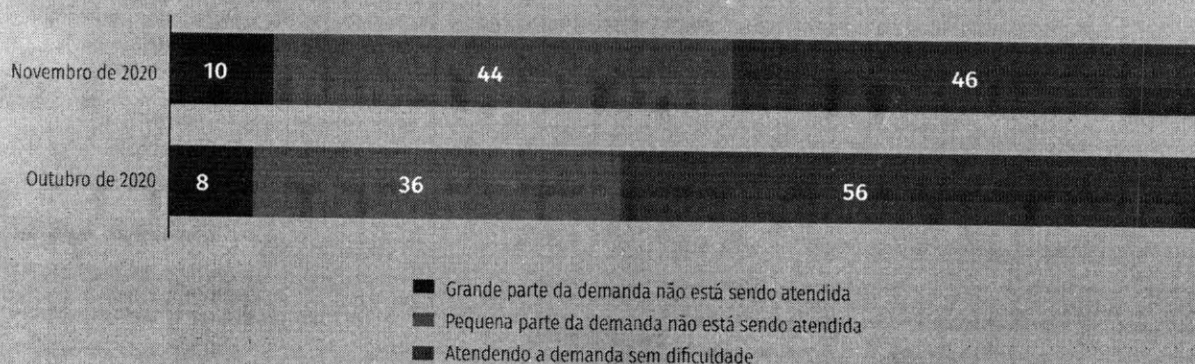 Novembro de 2020 10 44 46
Outubro de 2020 8 36 56
Grande parte da demanda não está sendo atendida
Pequena parte da demanda não está sendo atendida
Atendendo a demanda sem dificuldade